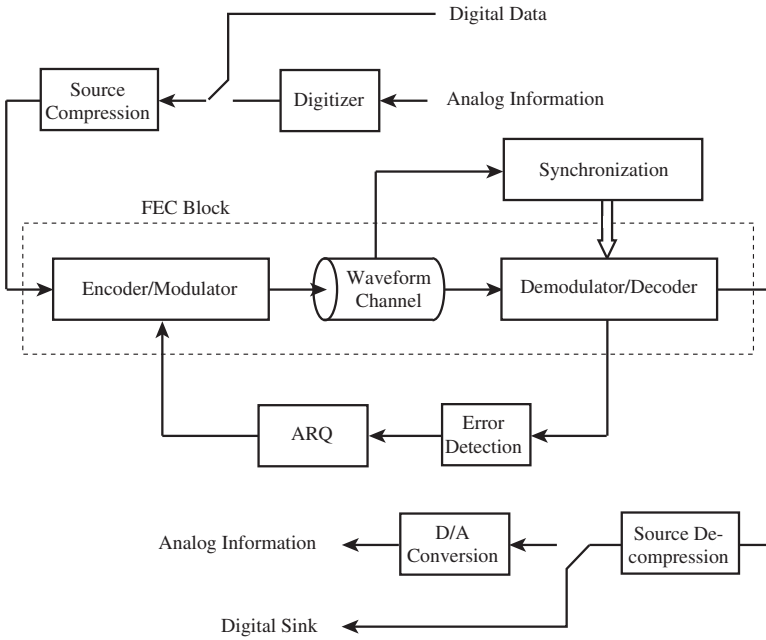 Digital Data
Source
Compression
Digitizer
Analog Information
Synchronization
FEC Block
Encoder/Modulator
Waveform
Channel
Demodulator/Decoder
ARQ
Error
Detection
Analog Information
D/A
Conversion
Source De-
compression
Digital Sink